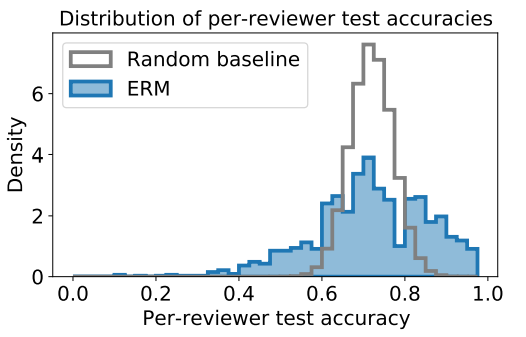 Distribution of per-reviewer test accuracies
Random baseline
ERM
Density
6
4
2
0
0.0 0.2 0.4 0.6 0.8 1.0
Per-reviewer test accuracy